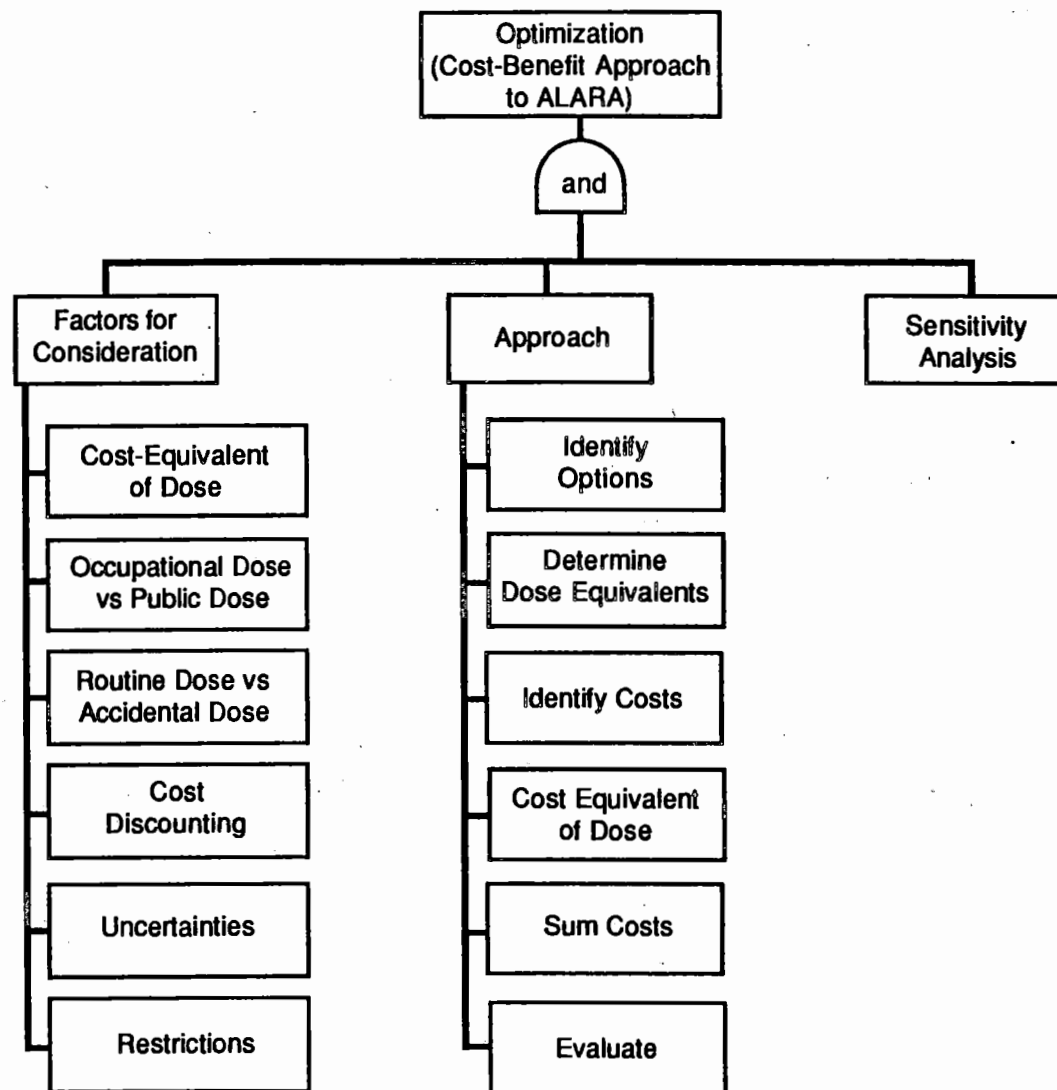 Optimization
(Cost-Benefit Approach
to ALARA)
and
Factors for
Consideration
Cost-Equivalent
of Dose
Occupational Dose
vs Public Dose
Routine Dose vs
Accidental Dose
Cost
Discounting
Uncertainties
Restrictions
Approach
Identify
Options
Determine
Dose Equivalents
Identify Costs
Cost Equivalent
of Dose
Sum Costs
Evaluate
Sensitivity
Analysis